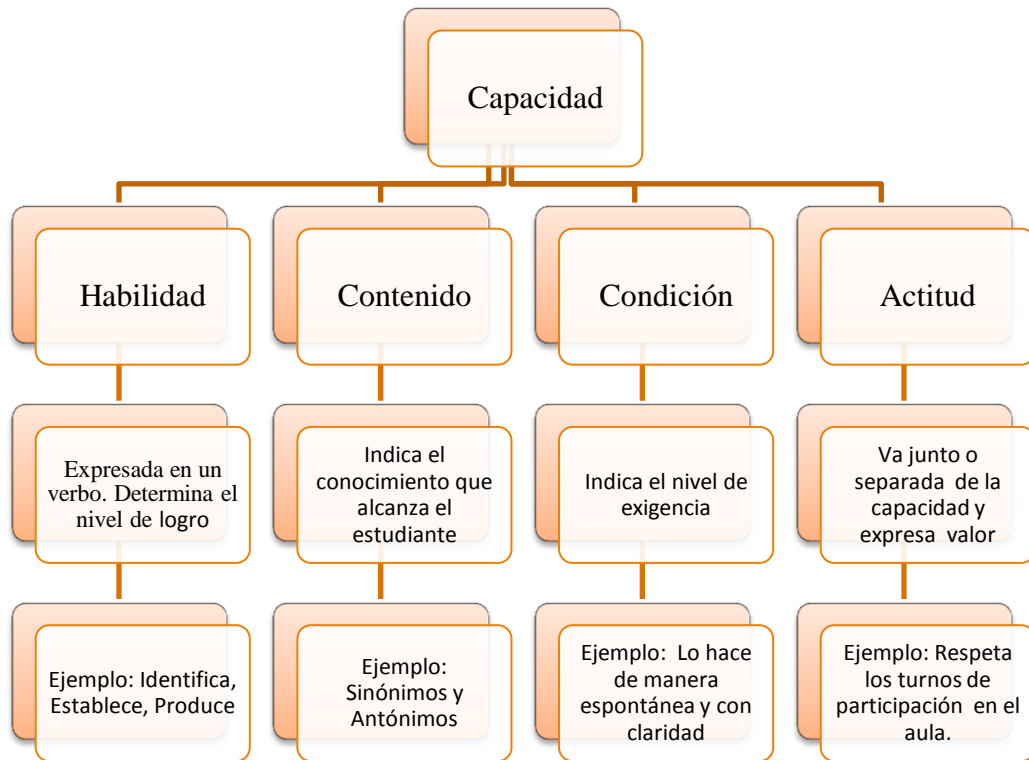 Capacidad
Habilidad
Contenido
Condición
Actitud
Expresada en un
verbo. Determina el
nivel de logro
Indica el
conocimiento que
alcanza el
estudiante
Indica el nivel de
exigencia
Va junto o
separada de la
capacidad y
expresa valor
Ejemplo: Identifica,
Establece, Produce
Ejemplo:
Sinónimos y
Antónimos
Ejemplo: Lo hace
de manera
espontánea y con
claridad
Ejemplo: Respeta
los turnos de
participación en el
aula.